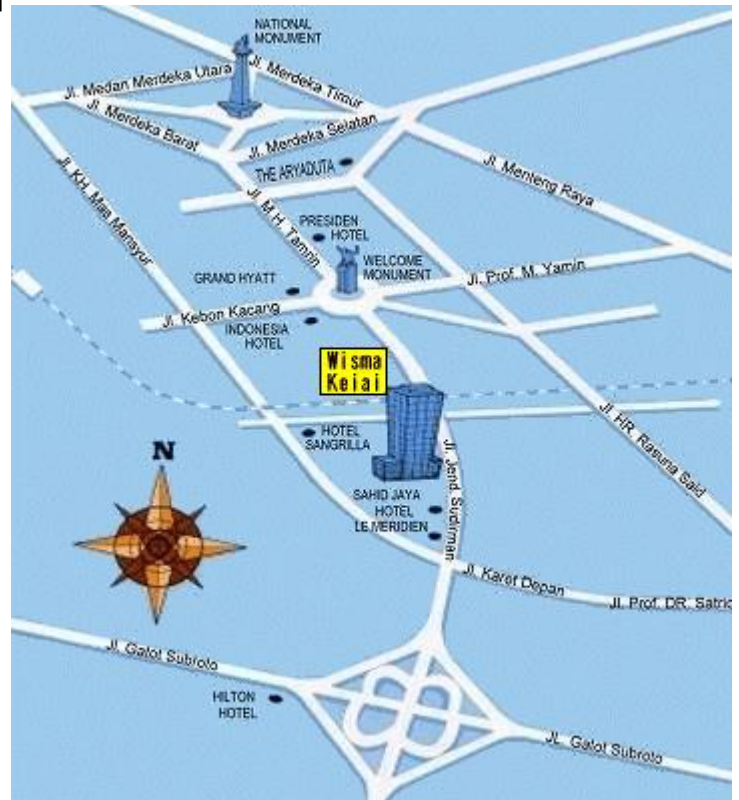 NATIONAL
MONUMENT
Jl. Medan Merdeka Utara
Jl. Merdeka Timur
Jl. Merdeka Barat
Jl. Merdeka Selatan
THE ARYADUTA
Jl. Menteng Raya
Jl. KH. Mas Mansyur
Jl. M.H. Tamrin
PRESIDEN
HOTEL
WELCOME
MONUMENT
GRAND HYATT
Jl. Prof. M. Yamin
Jl. Kebon Kacang
INDONESIA
HOTEL
Wisma
Keiai
Jl. HR. Rasuna Said
HOTEL
SANGRILLA
Jl. Jend. Sudirman
N
SAHID JAYA
HOTEL
LE MERIDIEN
Jl. Karet Depan
Jl. Prof. DR. Satrio
Jl. Gatot Subroto
HILTON
HOTEL
JL. Gatot Subroto